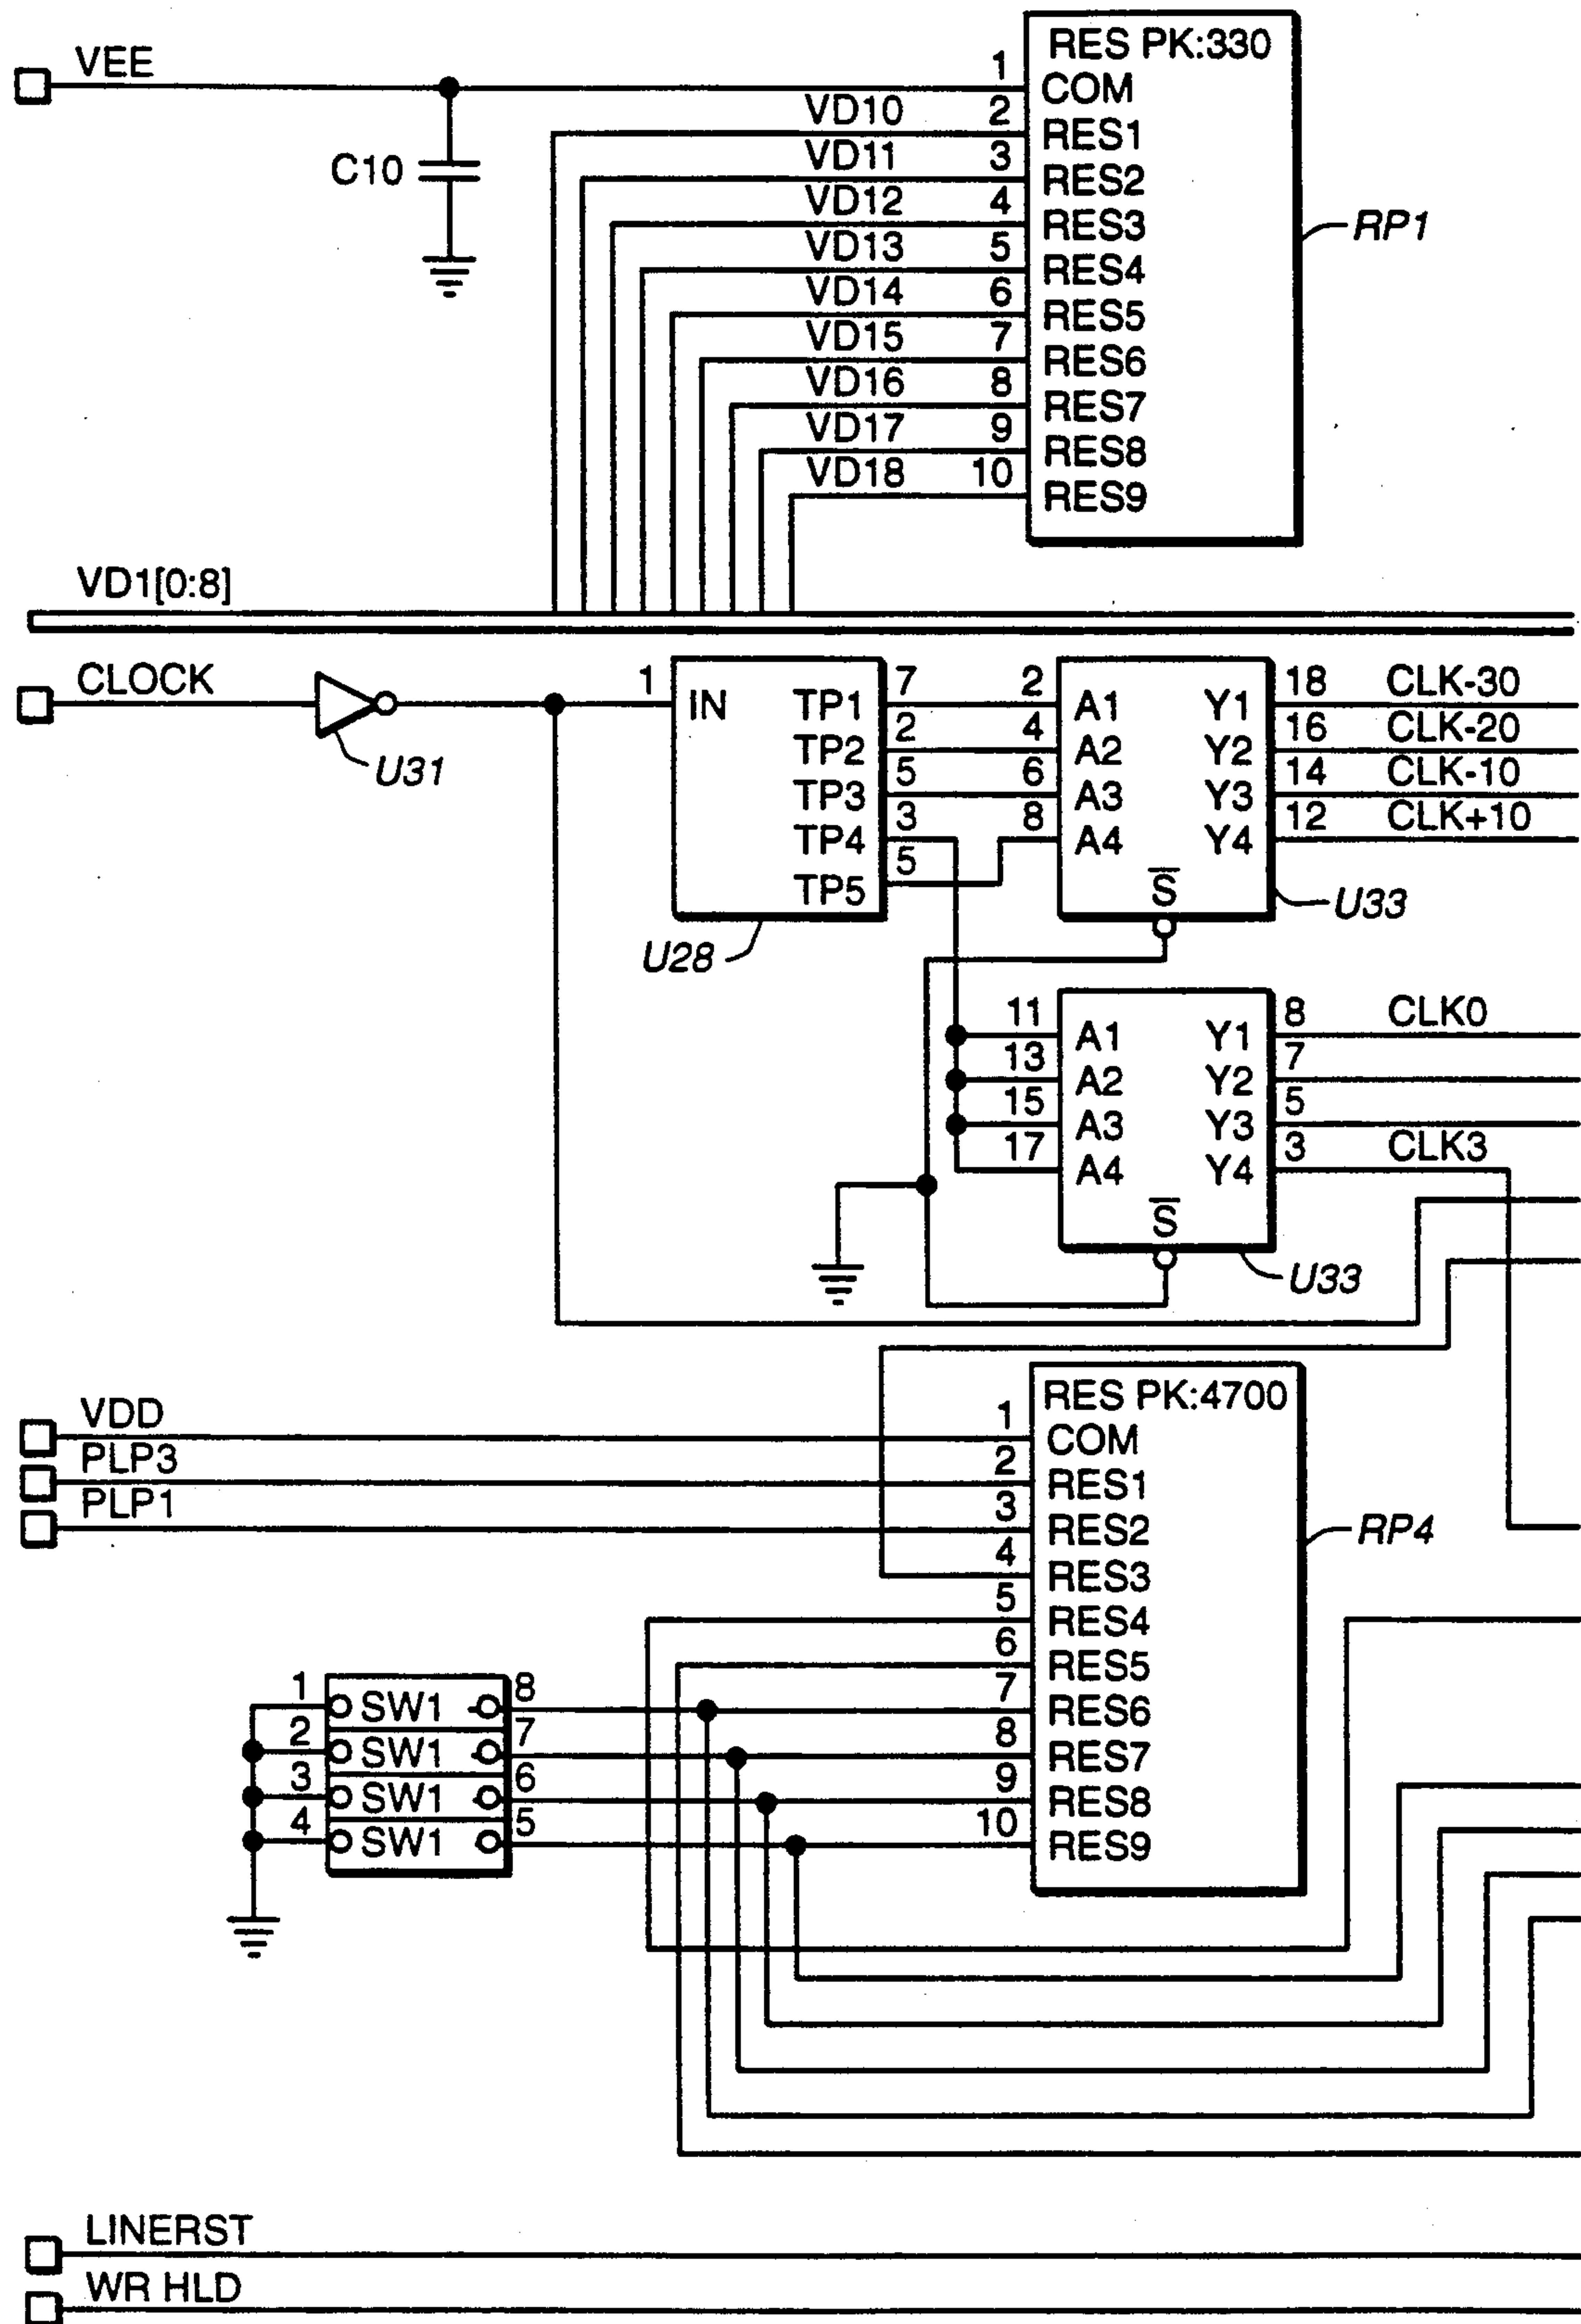 RES PK:330
VEE
1
COM
VD10
2
RES1
VD11
3
RES2
C10
VD12
4
RES3
RP1
VD13
5
RES4
VD14
6
RES5
VD15
7
RES6
VD16
8
RES7
VD17
9
RES8
VD18
10
RES9
VD1[0:8]
CLOCK
U31
1
IN
TP1
7
2
A1
Y1
18
CLK-30
TP2
2
4
A2
Y2
16
CLK-20
TP3
5
6
A3
Y3
14
CLK-10
TP4
3
8
A4
Y4
12
CLK+10
TP5
5
S̅
U33
U28
11
A1
Y1
8
CLK0
13
A2
Y2
7
15
A3
Y3
5
17
A4
Y4
3
CLK3
S̅
U33
RES PK:4700
VDD
1
COM
PLP3
2
RES1
PLP1
3
RES2
RP4
4
RES3
5
RES4
6
RES5
1
SW1
8
7
RES6
2
SW1
7
8
RES7
3
SW1
6
9
RES8
4
SW1
5
10
RES9
LINERST
WR HLD